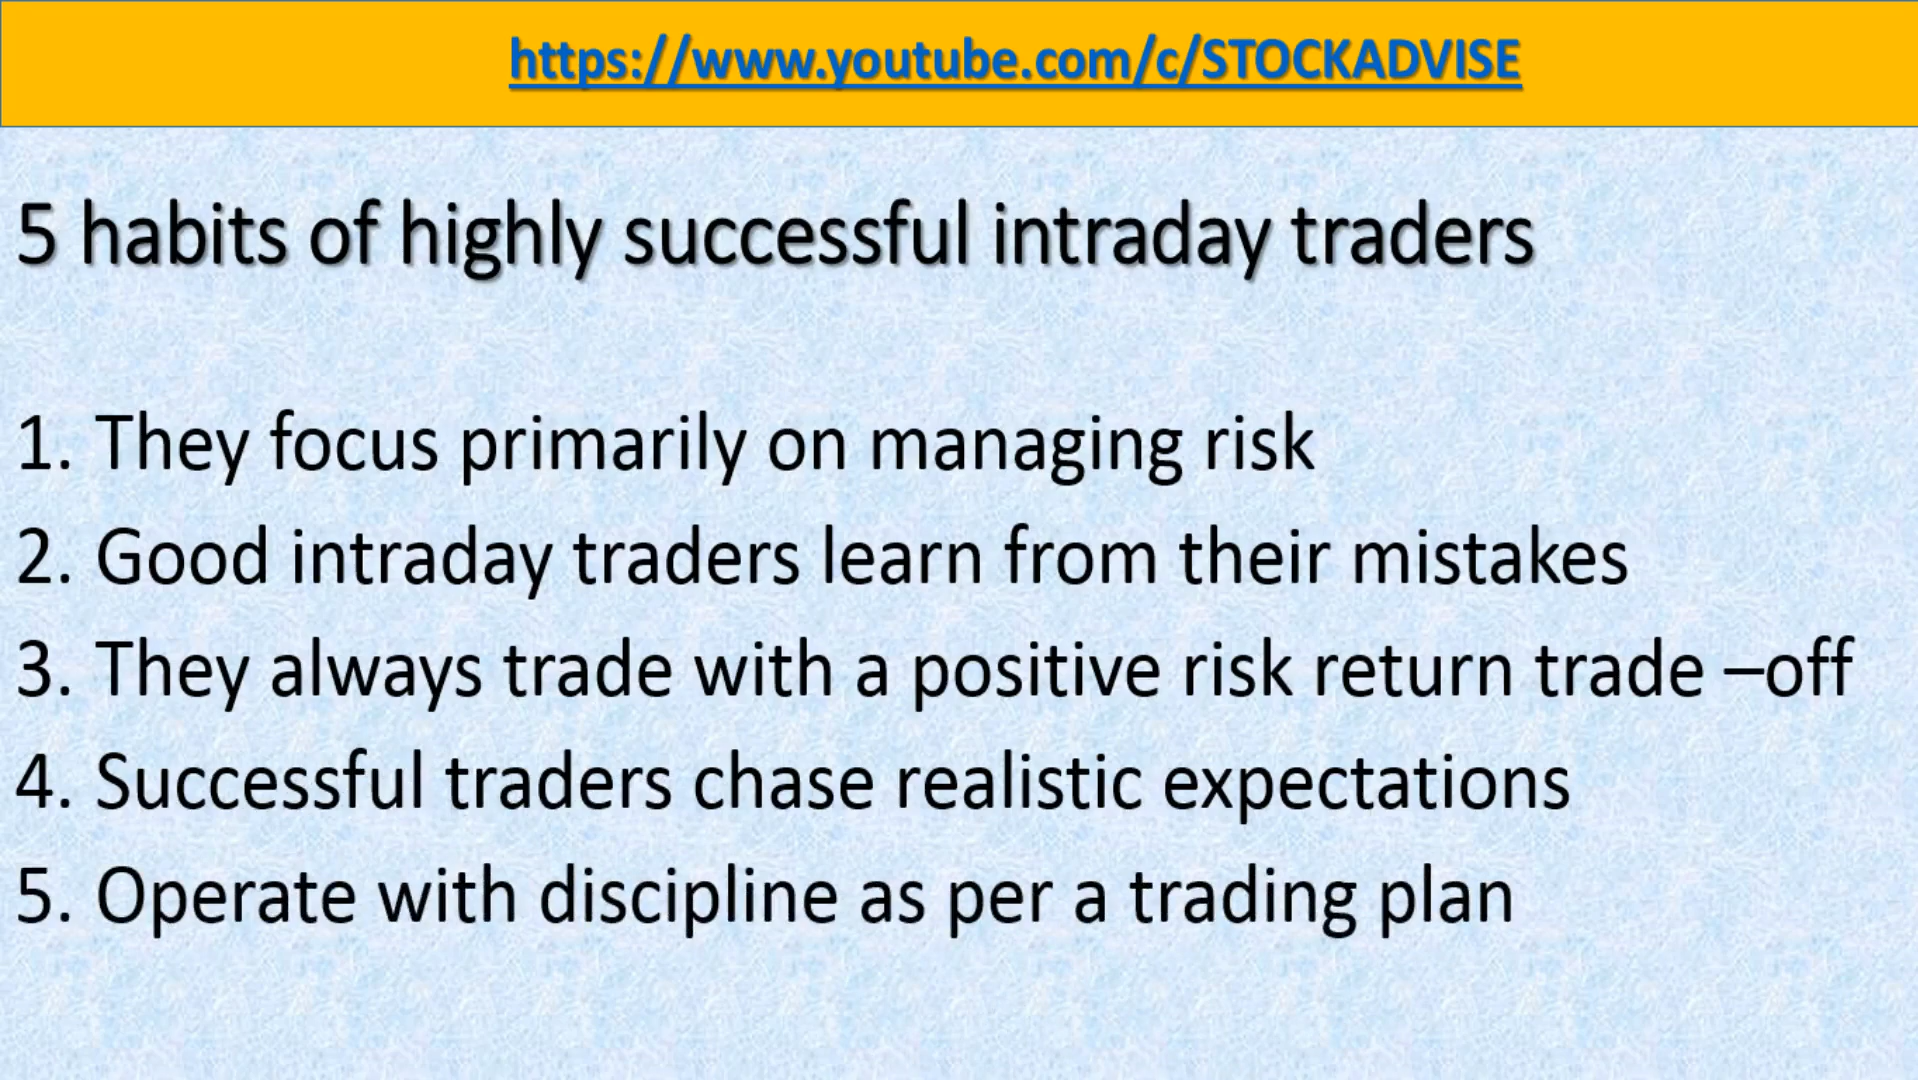 https://www.youtube.com/c/STOCKADVISE
5 habits of highly successful intraday traders
1. They focus primarily on managing risk
2. Good intraday traders learn from their mistakes
3. They always trade with a positive risk return trade –off
4. Successful traders chase realistic expectations
5. Operate with discipline as per a trading plan